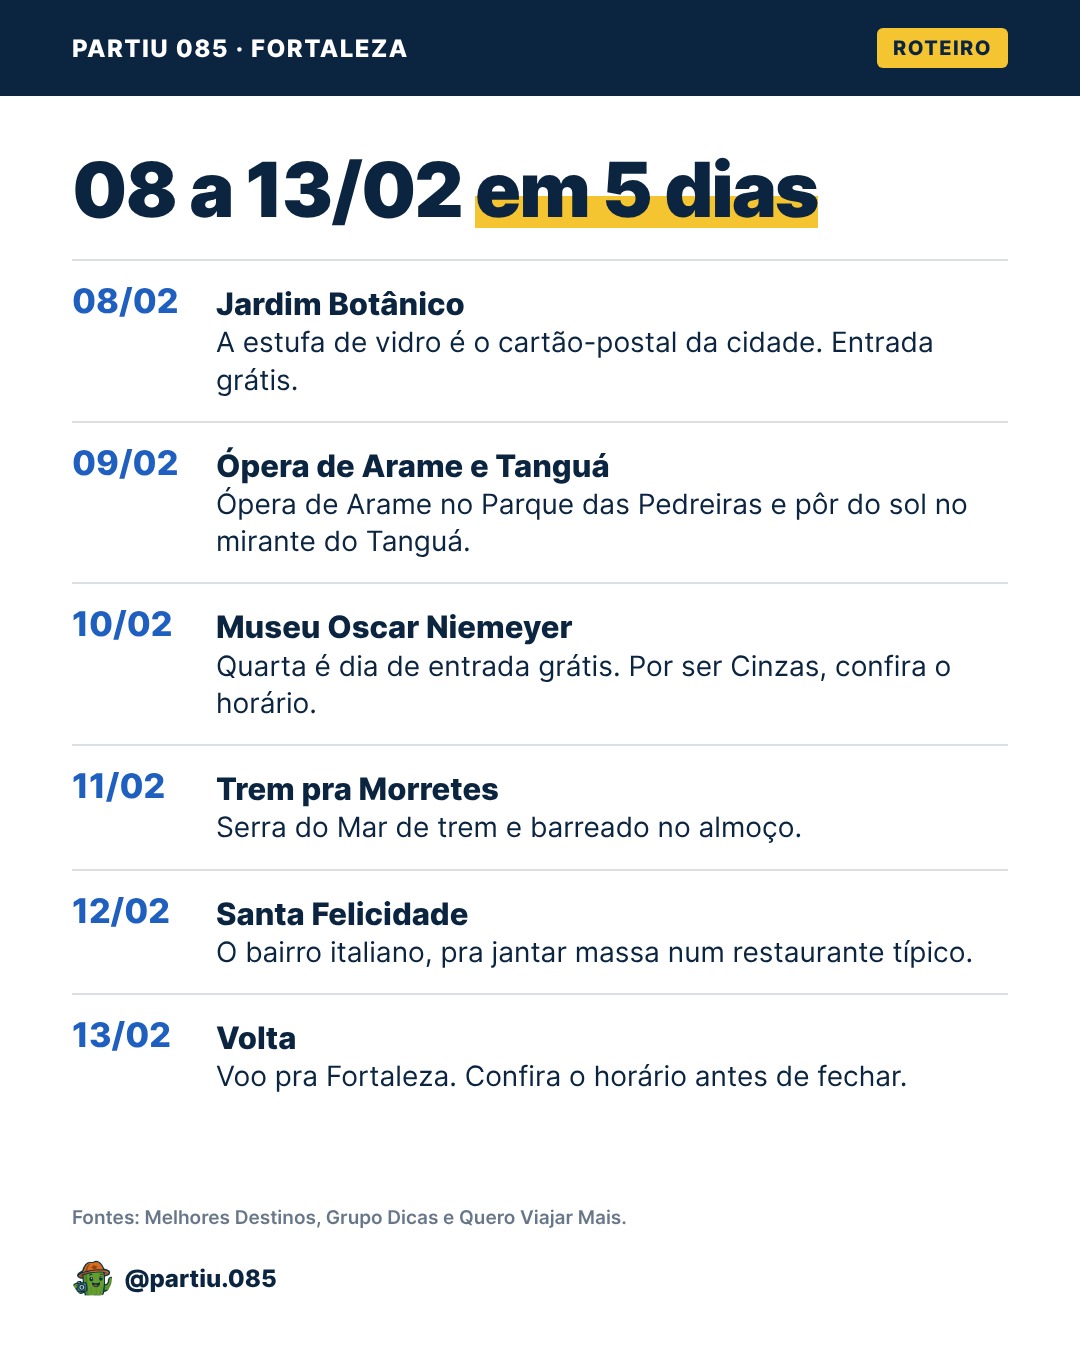 PARTIU 085 · FORTALEZA
ROTEIRO
08 a 13/02 em 5 dias
08/02
Jardim Botânico
A estufa de vidro é o cartão-postal da cidade. Entrada
grátis.
09/02
Ópera de Arame e Tanguá
Ópera de Arame no Parque das Pedreiras e pôr do sol no
mirante do Tanguá.
10/02
Museu Oscar Niemeyer
Quarta é dia de entrada grátis. Por ser Cinzas, confira o
horário.
11/02
Trem pra Morretes
Serra do Mar de trem e barreado no almoço.
12/02
Santa Felicidade
O bairro italiano, pra jantar massa num restaurante típico.
13/02
Volta
Voo pra Fortaleza. Confira o horário antes de fechar.
Fontes: Melhores Destinos, Grupo Dicas e Quero Viajar Mais.
@partiu.085